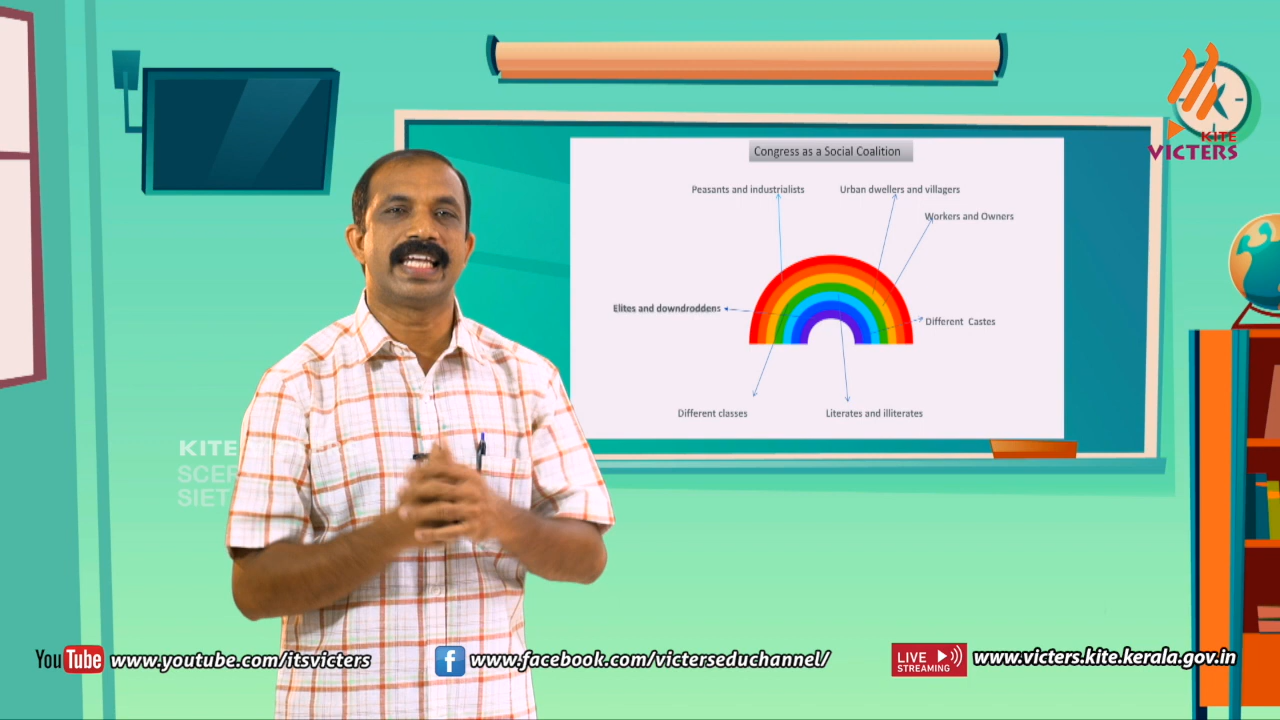 KITE
VICTERS
Congress as a Social Coalition
Peasants and industrialists
Urban dwellers and villagers
Workers and Owners
Elites and downdroddens
Different Castes
Different classes
Literates and illiterates
KITE
SCER
SIET
YouTube www.youtube.com/itsvicters
f www.facebook.com/victerseduchannel/
LIVE
STREAMING
www.victers.kite.kerala.gov.in